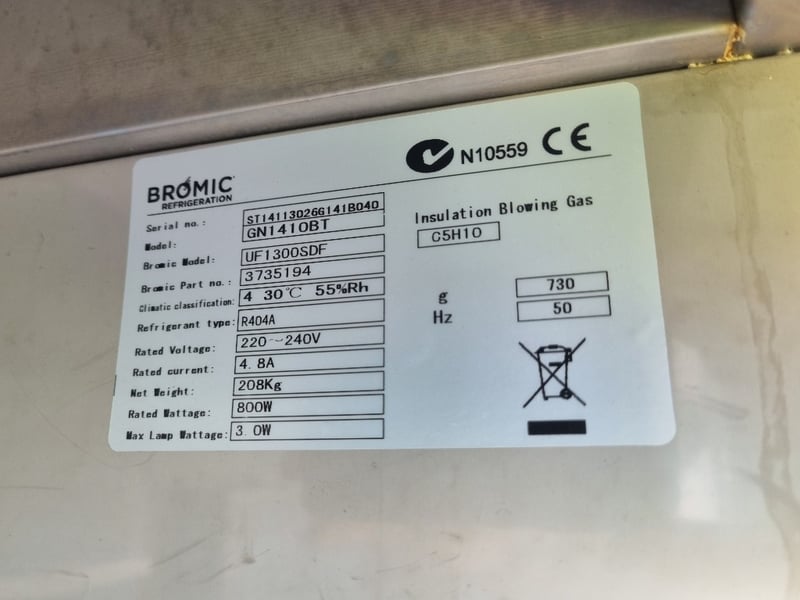 BROMIC
REFRIGERATION
N10559 CE
Serial no.: ST14113026G141B040
Model: GN1410BT
Bromic Model: UF1300SDF
Bromic Part no.: 3735194
Climatic classification: 4 30℃ 55%Rh
Refrigerant type: R404A
Rated Voltage: 220~240V
Rated current: 4.8A
Net Weight: 208Kg
Rated Wattage: 800W
Max Lamp Wattage: 3.0W
Insulation Blowing Gas
C5H10
g 730
Hz 50